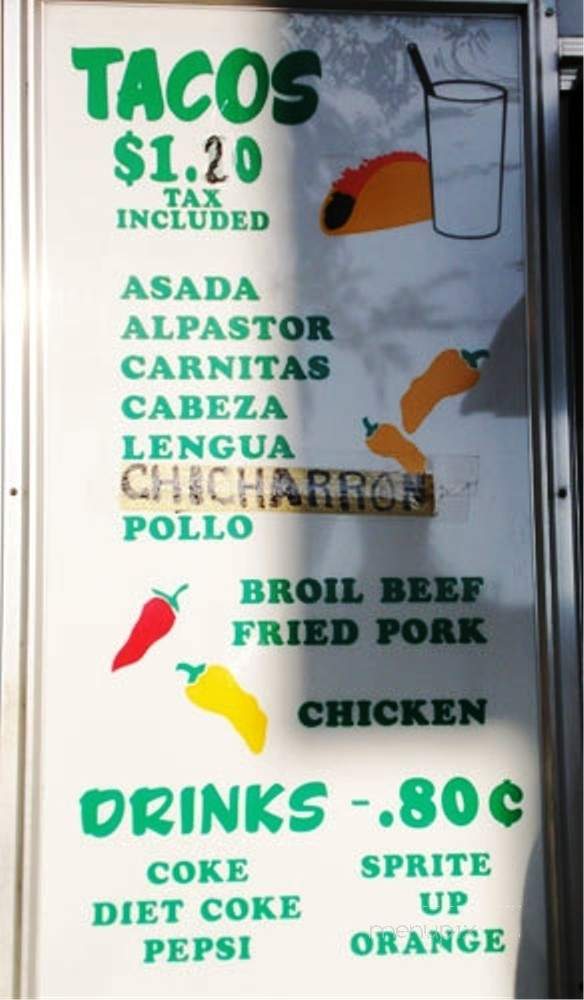 TACOS
$1.20
TAX
INCLUDED
ASADA
ALPASTOR
CARNITAS
CABEZA
LENGUA
CHICHARRON
POLLO
BROIL BEEF
FRIED PORK
CHICKEN
DRINKS -.80¢
COKE
DIET COKE
PEPSI
SPRITE
UP
ORANGE
menupix